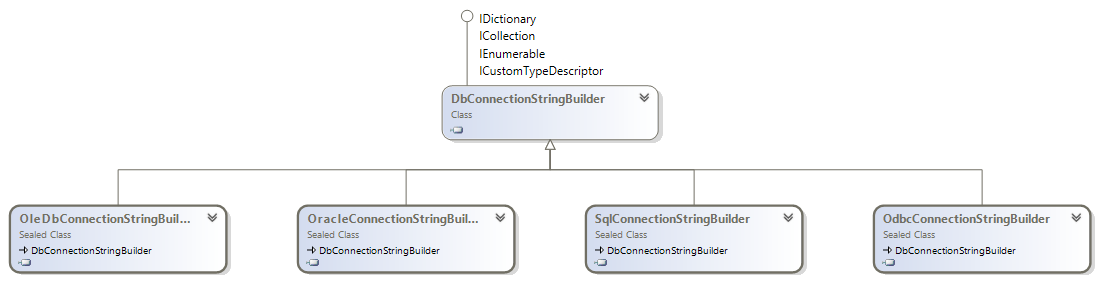 IDictionary
ICollection
IEnumerable
ICustomTypeDescriptor
DbConnectionStringBuilder
Class
OleDbConnectionStringBuil...
Sealed Class
DbConnectionStringBuilder
OracleConnectionStringBuil...
Sealed Class
DbConnectionStringBuilder
SqlConnectionStringBuilder
Sealed Class
DbConnectionStringBuilder
OdbcConnectionStringBuilder
Sealed Class
DbConnectionStringBuilder